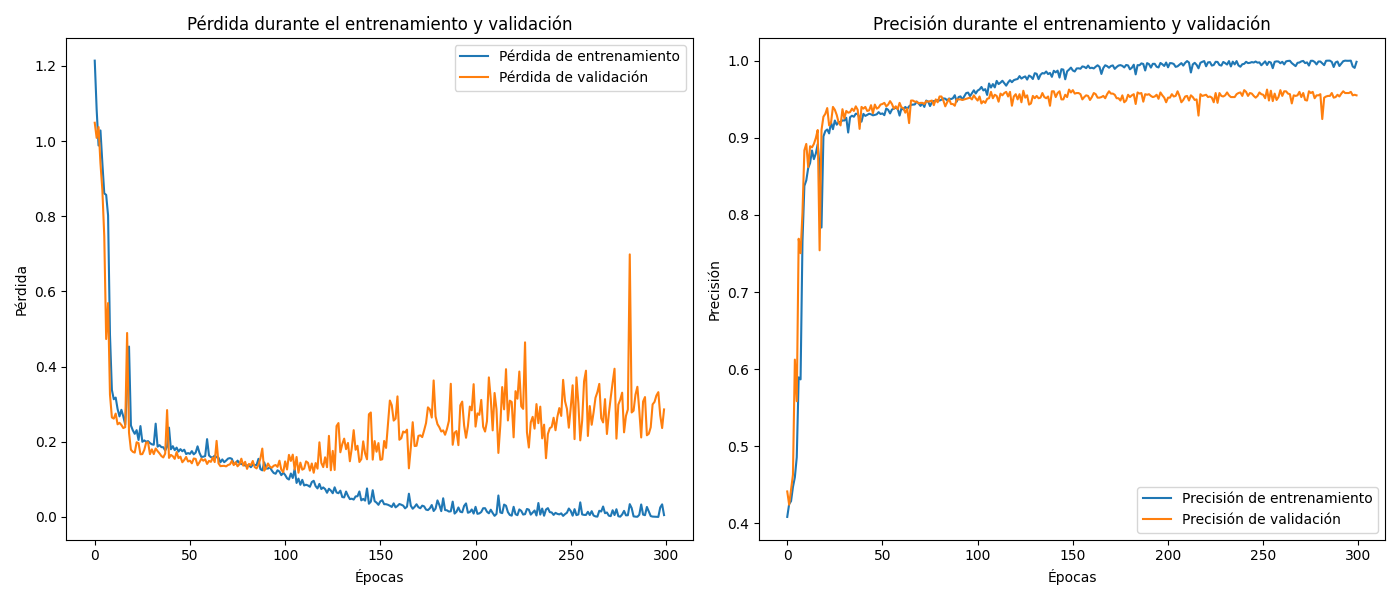 Pérdida durante el entrenamiento y validación
Pérdida de entrenamiento
Pérdida de validación
1.2
1.0
0.8
0.6
0.4
0.2
0.0
Pérdida
0 50 100 150 200 250 300
Épocas
Precisión durante el entrenamiento y validación
1.0
0.9
0.8
0.7
0.6
0.5
0.4
Precisión
Precisión de entrenamiento
Precisión de validación
0 50 100 150 200 250 300
Épocas